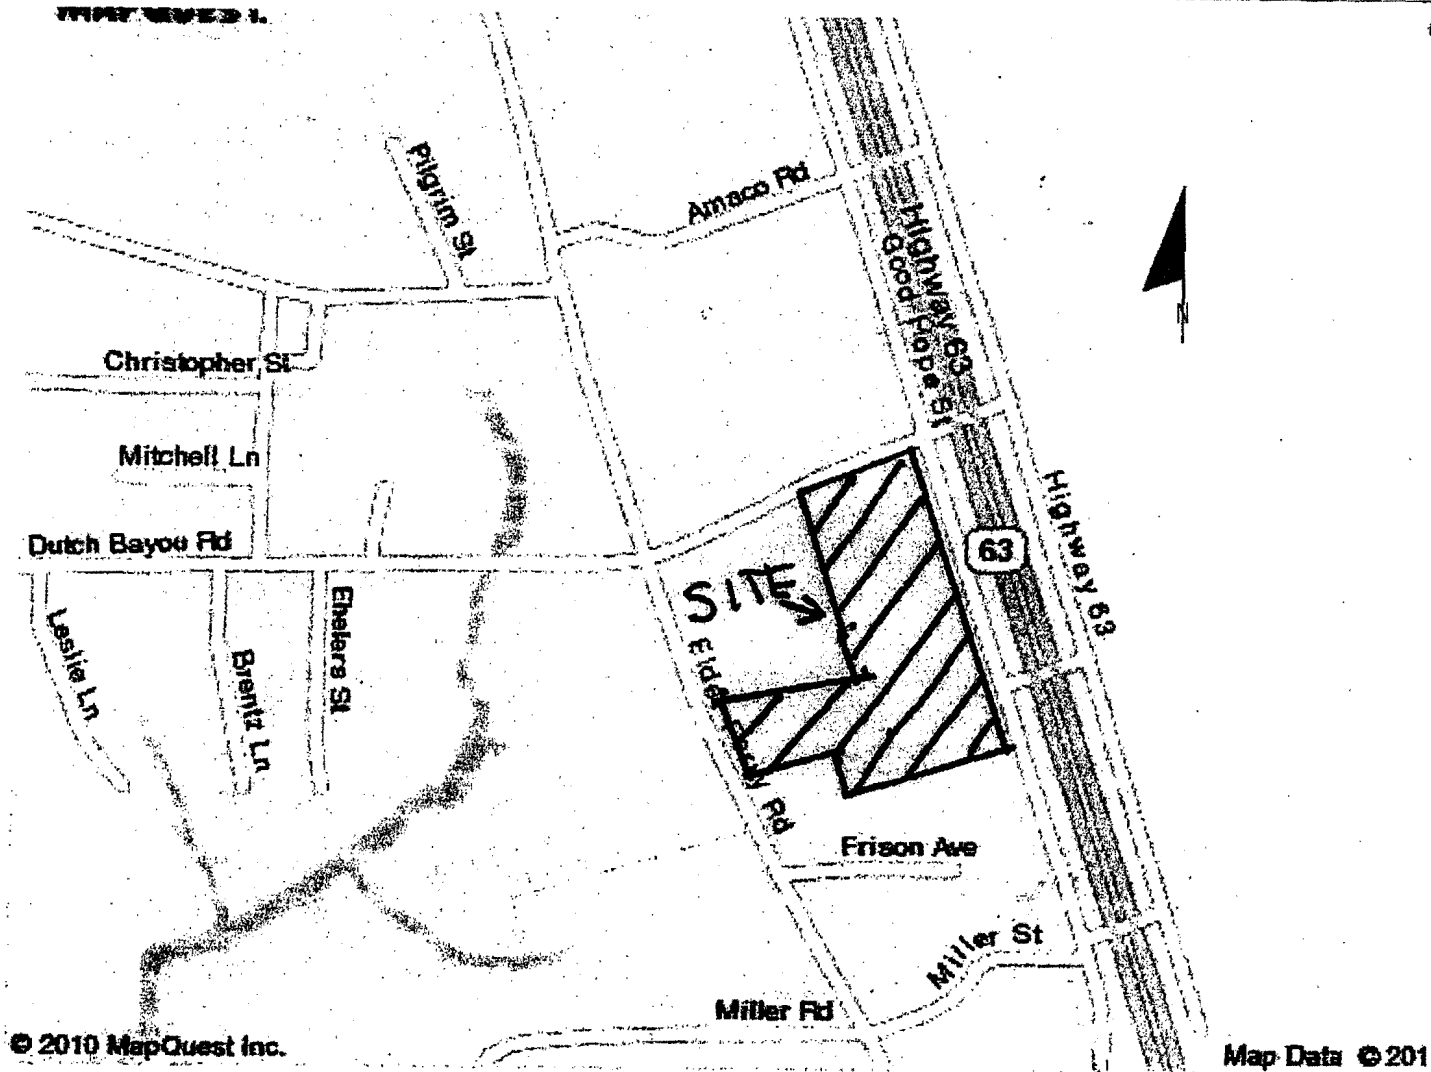 MAPQUEST.
Pilgrim St
Amaco Rd
Highway 63
Good Hope St
Christopher St
Mitchell Ln
Dutch Bayou Rd
63
Highway 63
SITE
Leslie Ln
Brentz Ln
Ehelers St
Rd
Frison Ave
Miller St
Miller Rd
N
© 2010 MapQuest Inc.
Map Data © 201